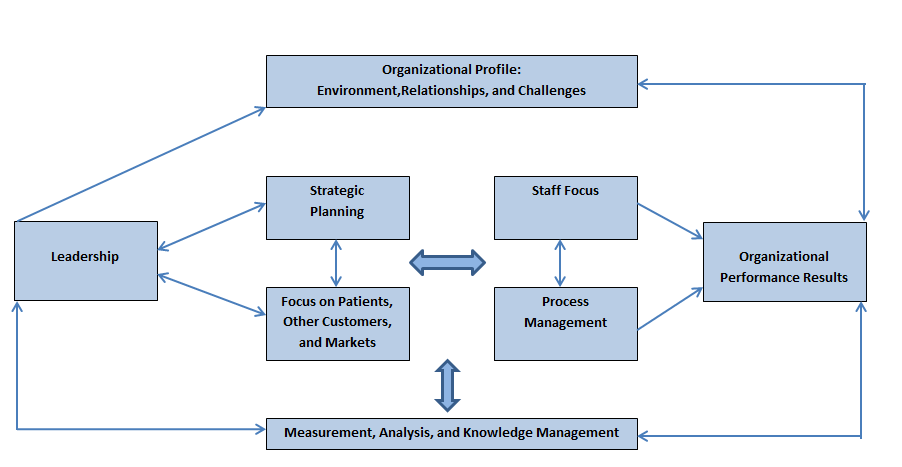 Organizational Profile:
Environment,Relationships, and Challenges
Strategic
Planning
Staff Focus
Leadership
Organizational
Performance Results
Focus on Patients,
Other Customers,
and Markets
Process
Management
Measurement, Analysis, and Knowledge Management